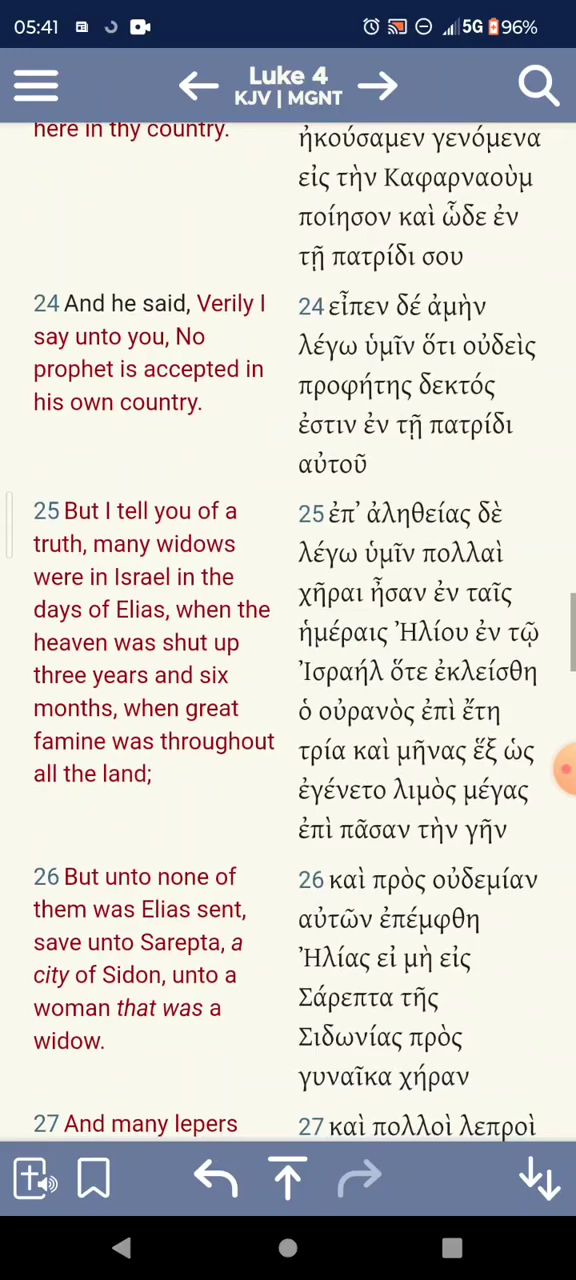 05:41
5G 96%
Luke 4
KJV | MGNT
here in thy country.
24 And he said, Verily I
say unto you, No
prophet is accepted in
his own country.
25 But I tell you of a
truth, many widows
were in Israel in the
days of Elias, when the
heaven was shut up
three years and six
months, when great
famine was throughout
all the land;
26 But unto none of
them was Elias sent,
save unto Sarepta, a
city of Sidon, unto a
woman that was a
widow.
27 And many lepers
ἠκούσαμεν γενόμενα
εἰς τὴν Καφαρναοὺμ
ποίησον καὶ ὧδε ἐν
τῇ πατρίδι σου
24 εἶπεν δέ ἀμὴν
λέγω ὑμῖν ὅτι οὐδεὶς
προφήτης δεκτός
ἐστιν ἐν τῇ πατρίδι
αὐτοῦ
25 ἐπ’ ἀληθείας δὲ
λέγω ὑμῖν πολλαὶ
χῆραι ἦσαν ἐν ταῖς
ἡμέραις Ἠλίου ἐν τῷ
Ἰσραήλ ὅτε ἐκλείσθη
ὁ οὐρανὸς ἐπὶ ἔτη
τρία καὶ μῆνας ἕξ ὡς
ἐγένετο λιμὸς μέγας
ἐπὶ πᾶσαν τὴν γῆν
26 καὶ πρὸς οὐδεμίαν
αὐτῶν ἐπέμφθη
Ἠλίας εἰ μὴ εἰς
Σάρεπτα τῆς
Σιδωνίας πρὸς
γυναῖκα χήραν
27 καὶ πολλοὶ λεπροὶ